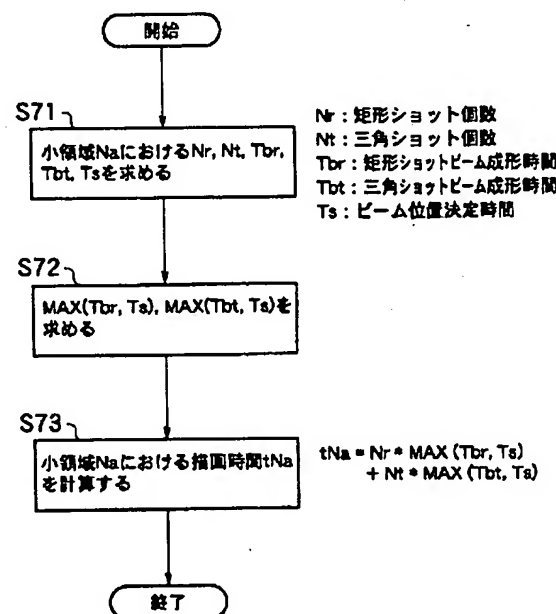 開始
S71
小領域NaにおけるNr, Nt, Tbr,
Tbt, Tsを求める
Nr：矩形ショット個数
Nt：三角ショット個数
Tbr：矩形ショットビーム成形時間
Tbt：三角ショットビーム成形時間
Ts：ビーム位置決定時間
S72
MAX(Tbr, Ts), MAX(Tbt, Ts)を
求める
S73
小領域Naにおける描画時間tNa
を計算する
tNa = Nr * MAX (Tbr, Ts)
+ Nt * MAX (Tbt, Ts)
終了